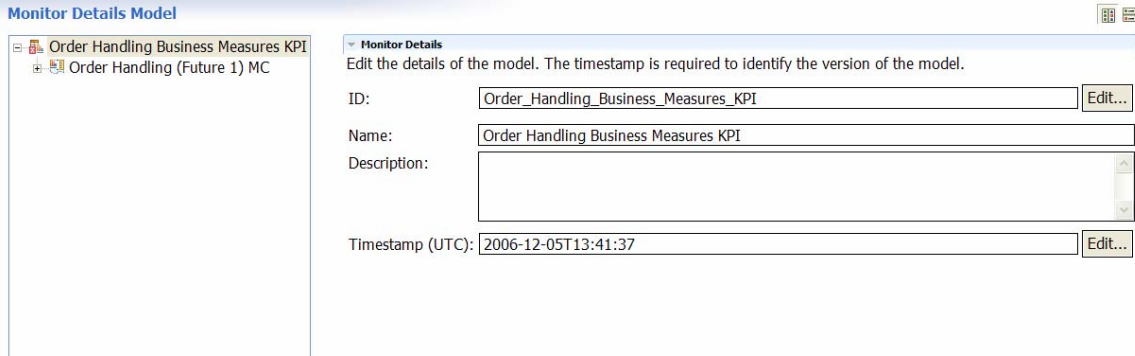 Monitor Details Model
Order Handling Business Measures KPI
Order Handling (Future 1) MC
Monitor Details
Edit the details of the model. The timestamp is required to identify the version of the model.
ID: Order_Handling_Business_Measures_KPI Edit...
Name: Order Handling Business Measures KPI
Description:
Timestamp (UTC): 2006-12-05T13:41:37 Edit...